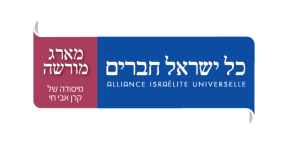 כל ישראל חברים
ALLIANCE ISRAÉLITE UNIVERSELLE
מארג
מורשה
מיסודה של
קרן אבי חי